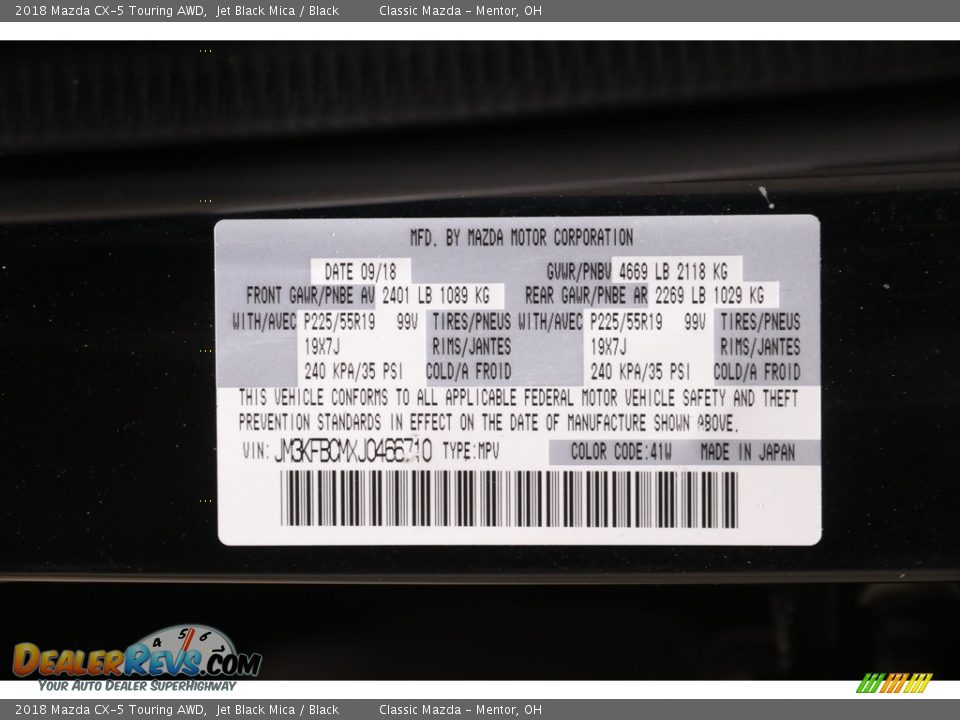 2018 Mazda CX-5 Touring AWD, Jet Black Mica / Black Classic Mazda - Mentor, OH
MFD. BY MAZDA MOTOR CORPORATION
DATE 09/18 GVWR/PNBV 4669 LB 2118 KG
FRONT GAWR/PNBE AV 2401 LB 1089 KG REAR GAWR/PNBE AR 2269 LB 1029 KG
WITH/AVEC P225/55R19 99V TIRES/PNEUS WITH/AVEC P225/55R19 99V TIRES/PNEUS
19X7J RIMS/JANTES 19X7J RIMS/JANTES
240 KPA/35 PSI COLD/A FROID 240 KPA/35 PSI COLD/A FROID
THIS VEHICLE CONFORMS TO ALL APPLICABLE FEDERAL MOTOR VEHICLE SAFETY AND THEFT
PREVENTION STANDARDS IN EFFECT ON THE DATE OF MANUFACTURE SHOWN ABOVE.
VIN: JM3KFBCMXJ0466710 TYPE:MPV COLOR CODE:41W MADE IN JAPAN
4 5 6 7
DEALERREVS.COM
YOUR AUTO DEALER SUPERHIGHWAY
2018 Mazda CX-5 Touring AWD, Jet Black Mica / Black Classic Mazda - Mentor, OH